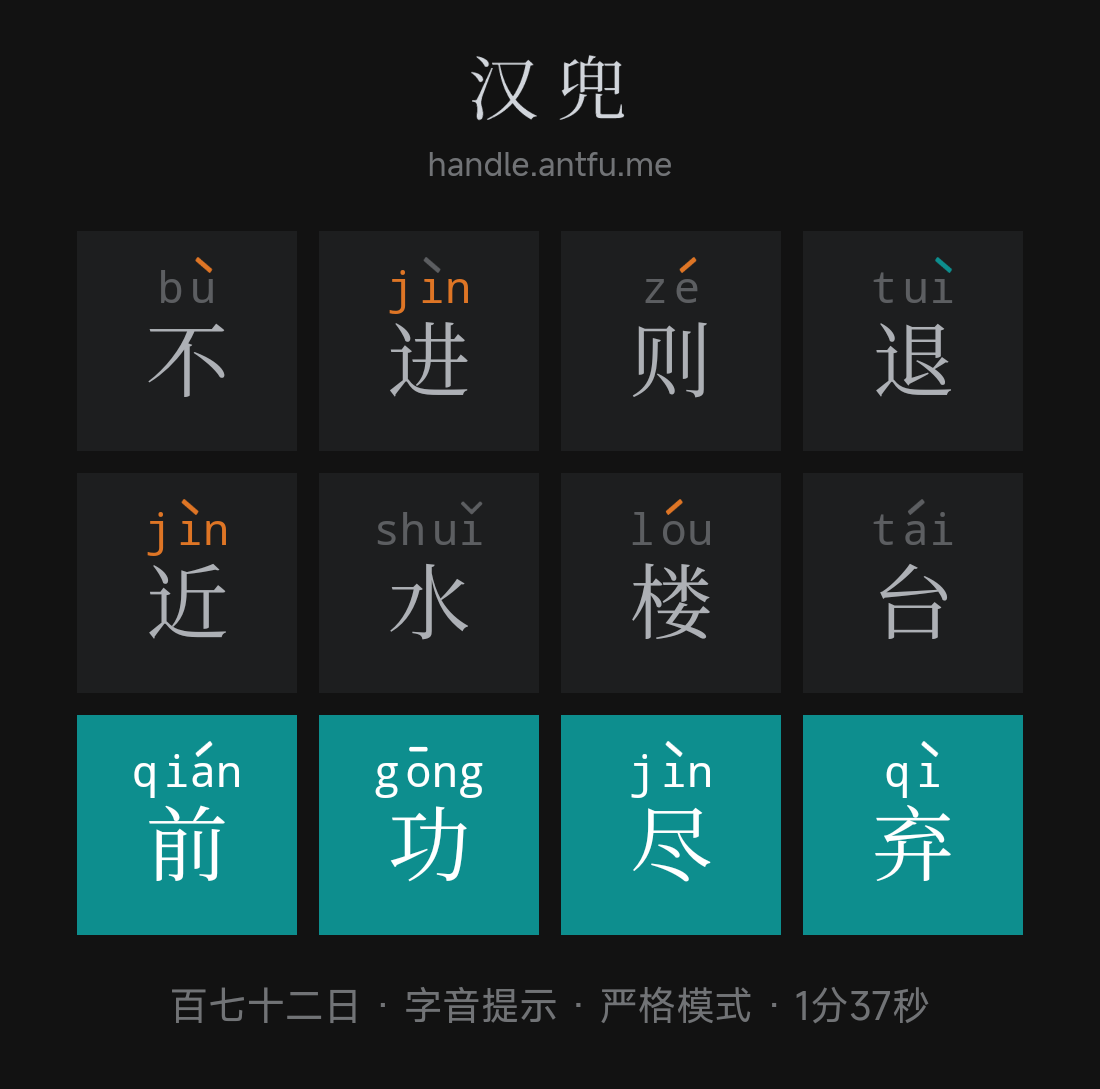 汉兜
handle.antfu.me
bù jìn zé tuì
不 进 则 退
jìn shuǐ lóu tái
近 水 楼 台
qián gōng jìn qì
前 功 尽 弃
百七十二日 · 字音提示 · 严格模式 · 1分37秒